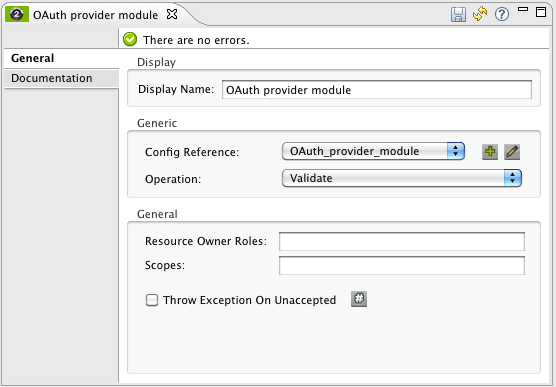 OAuth provider module
There are no errors.
General
Documentation
Display
Display Name: OAuth provider module
Generic
Config Reference: OAuth_provider_module
Operation: Validate
General
Resource Owner Roles:
Scopes:
Throw Exception On Unaccepted #